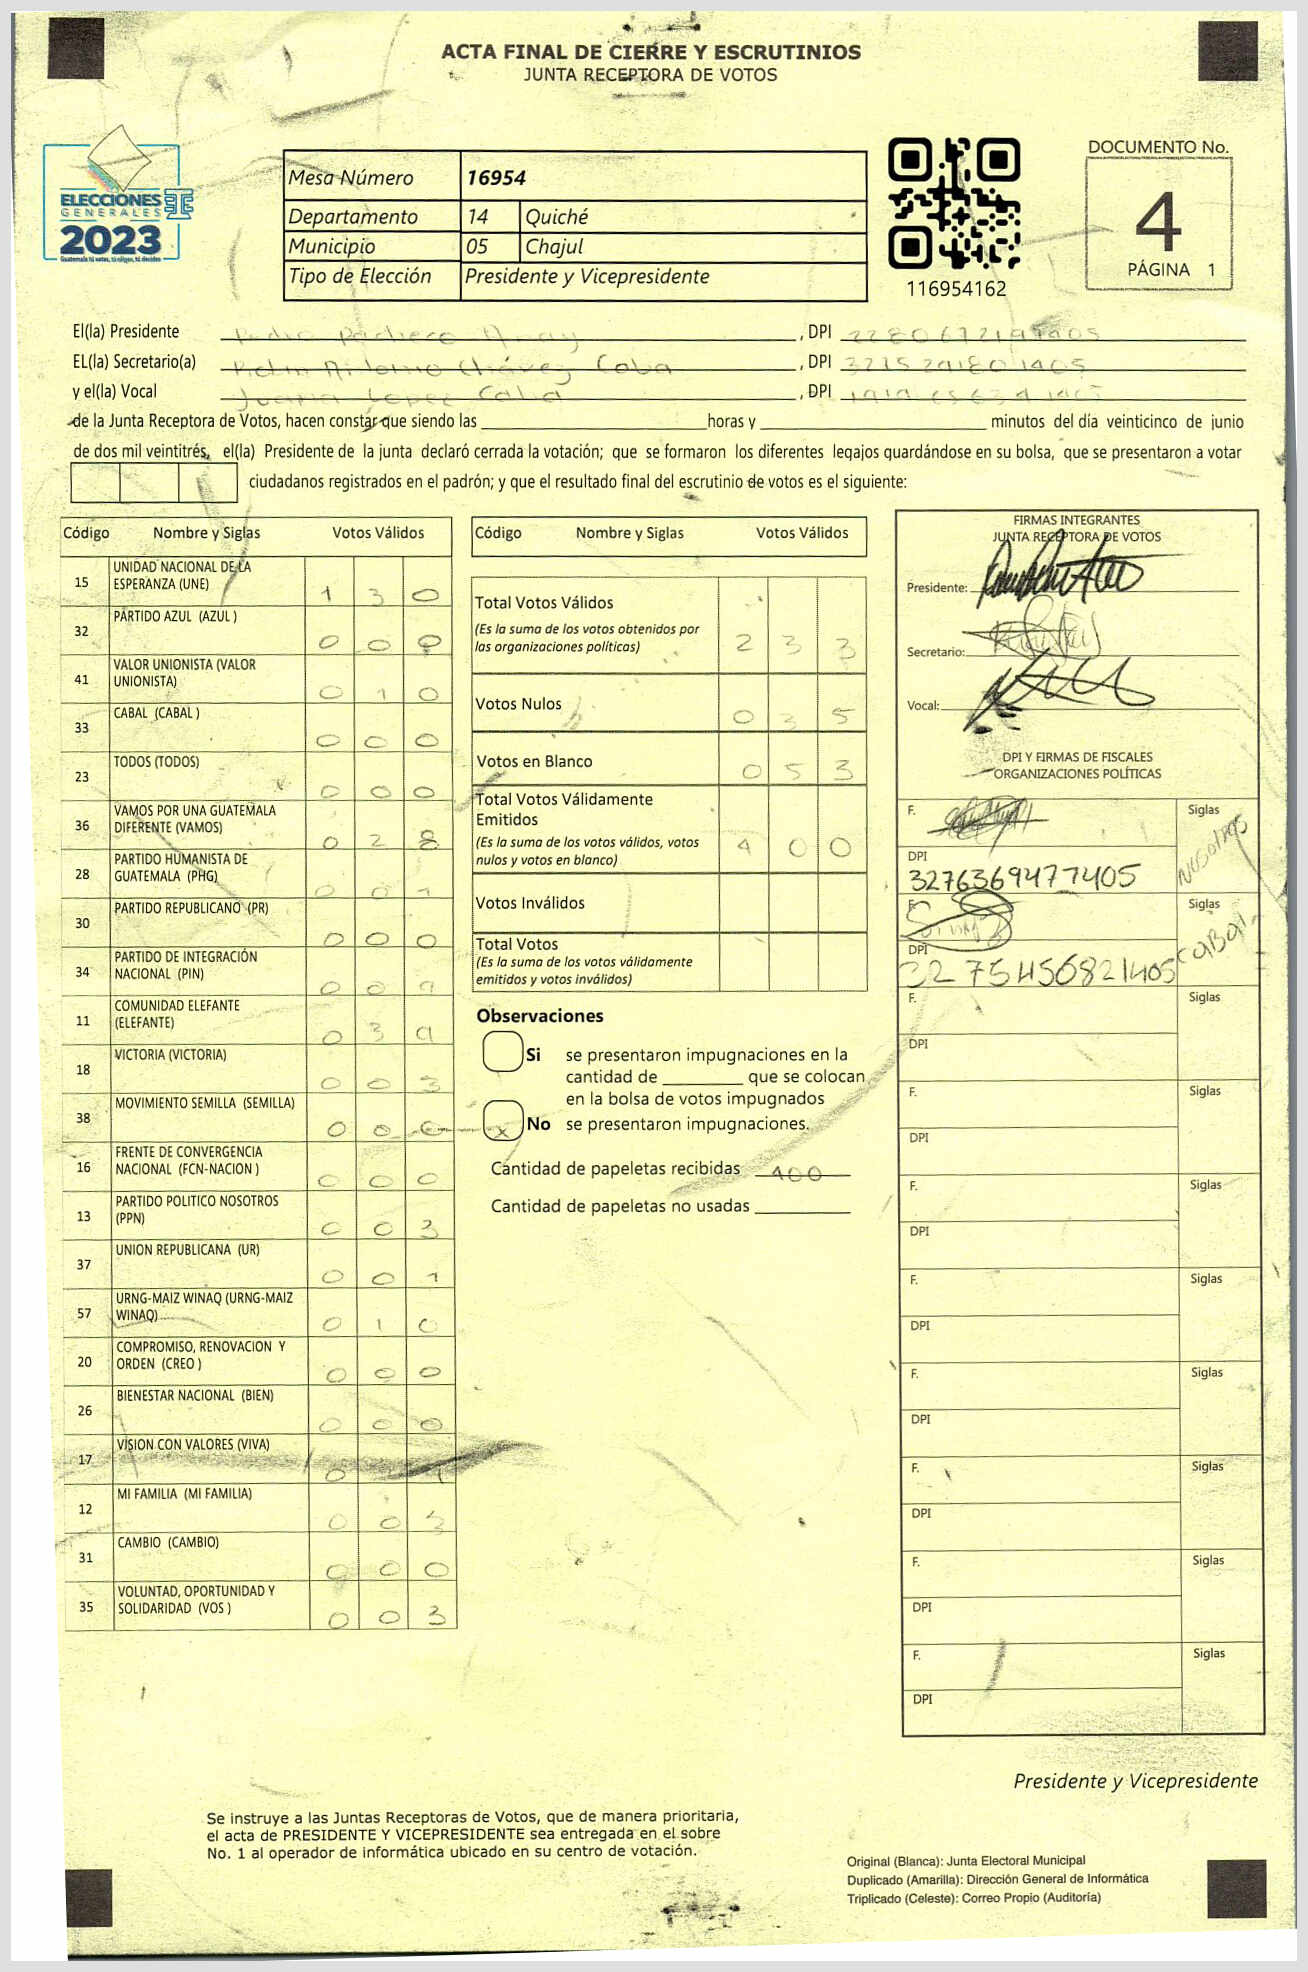 ACTA FINAL DE CIERRE Y ESCRUTINIOS
JUNTA RECEPTORA DE VOTOS
ELECCIONES
GENERALES
2023
Guatemala tú votas, tú eliges, tú decides
Mesa Número 16954
Departamento 14 Quiché
Municipio 05 Chajul
Tipo de Elección Presidente y Vicepresidente
116954162
DOCUMENTO No.
4
PÁGINA 1
El(la) Presidente Pedro Pacheco , DPI
EL(la) Secretario(a) Pedro Antonio Chávez Caba , DPI
y el(la) Vocal Juana López Caba , DPI
de la Junta Receptora de Votos, hacen constar que siendo las ____ horas y ____ minutos del día veinticinco de junio
de dos mil veintitrés, el(la) Presidente de la junta declaró cerrada la votación; que se formaron los diferentes legajos guardándose en su bolsa, que se presentaron a votar
ciudadanos registrados en el padrón; y que el resultado final del escrutinio de votos es el siguiente:
Código Nombre y Siglas Votos Válidos
15 UNIDAD NACIONAL DE LA ESPERANZA (UNE) 1 3 0
32 PARTIDO AZUL (AZUL ) 0 0 0
41 VALOR UNIONISTA (VALOR UNIONISTA) 0 1 0
33 CABAL (CABAL ) 0 0 0
23 TODOS (TODOS) 0 0 0
36 VAMOS POR UNA GUATEMALA DIFERENTE (VAMOS) 0 2 8
28 PARTIDO HUMANISTA DE GUATEMALA (PHG) 0 0 1
30 PARTIDO REPUBLICANO (PR) 0 0 0
34 PARTIDO DE INTEGRACIÓN NACIONAL (PIN) 0 0
11 COMUNIDAD ELEFANTE (ELEFANTE) 0 3 9
18 VICTORIA (VICTORIA) 0 0 3
38 MOVIMIENTO SEMILLA (SEMILLA) 0 0 0
16 FRENTE DE CONVERGENCIA NACIONAL (FCN-NACION ) 0 0 0
13 PARTIDO POLITICO NOSOTROS (PPN) 0 0 3
37 UNION REPUBLICANA (UR) 0 0 1
57 URNG-MAIZ WINAQ (URNG-MAIZ WINAQ) 0 1 0
20 COMPROMISO, RENOVACION Y ORDEN (CREO ) 0 0 0
26 BIENESTAR NACIONAL (BIEN) 0 0 0
17 VISION CON VALORES (VIVA) 0 1
12 MI FAMILIA (MI FAMILIA) 0 0
31 CAMBIO (CAMBIO) 0 0 0
35 VOLUNTAD, OPORTUNIDAD Y SOLIDARIDAD (VOS ) 0 0 3
Código Nombre y Siglas Votos Válidos
Total Votos Válidos
(Es la suma de los votos obtenidos por
las organizaciones políticas) 2 3 3
Votos Nulos 0 3 5
Votos en Blanco 0 5 3
Total Votos Válidamente
Emitidos
(Es la suma de los votos válidos, votos
nulos y votos en blanco) 4 0 0
Votos Inválidos
Total Votos
(Es la suma de los votos válidamente
emitidos y votos inválidos)
Observaciones
Si se presentaron impugnaciones en la
cantidad de ____ que se colocan
en la bolsa de votos impugnados
x No se presentaron impugnaciones.
Cantidad de papeletas recibidas 400
Cantidad de papeletas no usadas ____
FIRMAS INTEGRANTES
JUNTA RECEPTORA DE VOTOS
Presidente:
Secretario:
Vocal:
DPI Y FIRMAS DE FISCALES
ORGANIZACIONES POLÍTICAS
F. Siglas
Nosotros
DPI
3276369477405
F. Siglas
CABAL
DPI
3275456821405
F. Siglas
DPI
F. Siglas
DPI
F. Siglas
DPI
F. Siglas
DPI
F. Siglas
DPI
F. Siglas
DPI
F. Siglas
DPI
F. Siglas
DPI
Presidente y Vicepresidente
Se instruye a las Juntas Receptoras de Votos, que de manera prioritaria,
el acta de PRESIDENTE Y VICEPRESIDENTE sea entregada en el sobre
No. 1 al operador de informática ubicado en su centro de votación.
Original (Blanca): Junta Electoral Municipal
Duplicado (Amarilla): Dirección General de Informática
Triplicado (Celeste): Correo Propio (Auditoría)